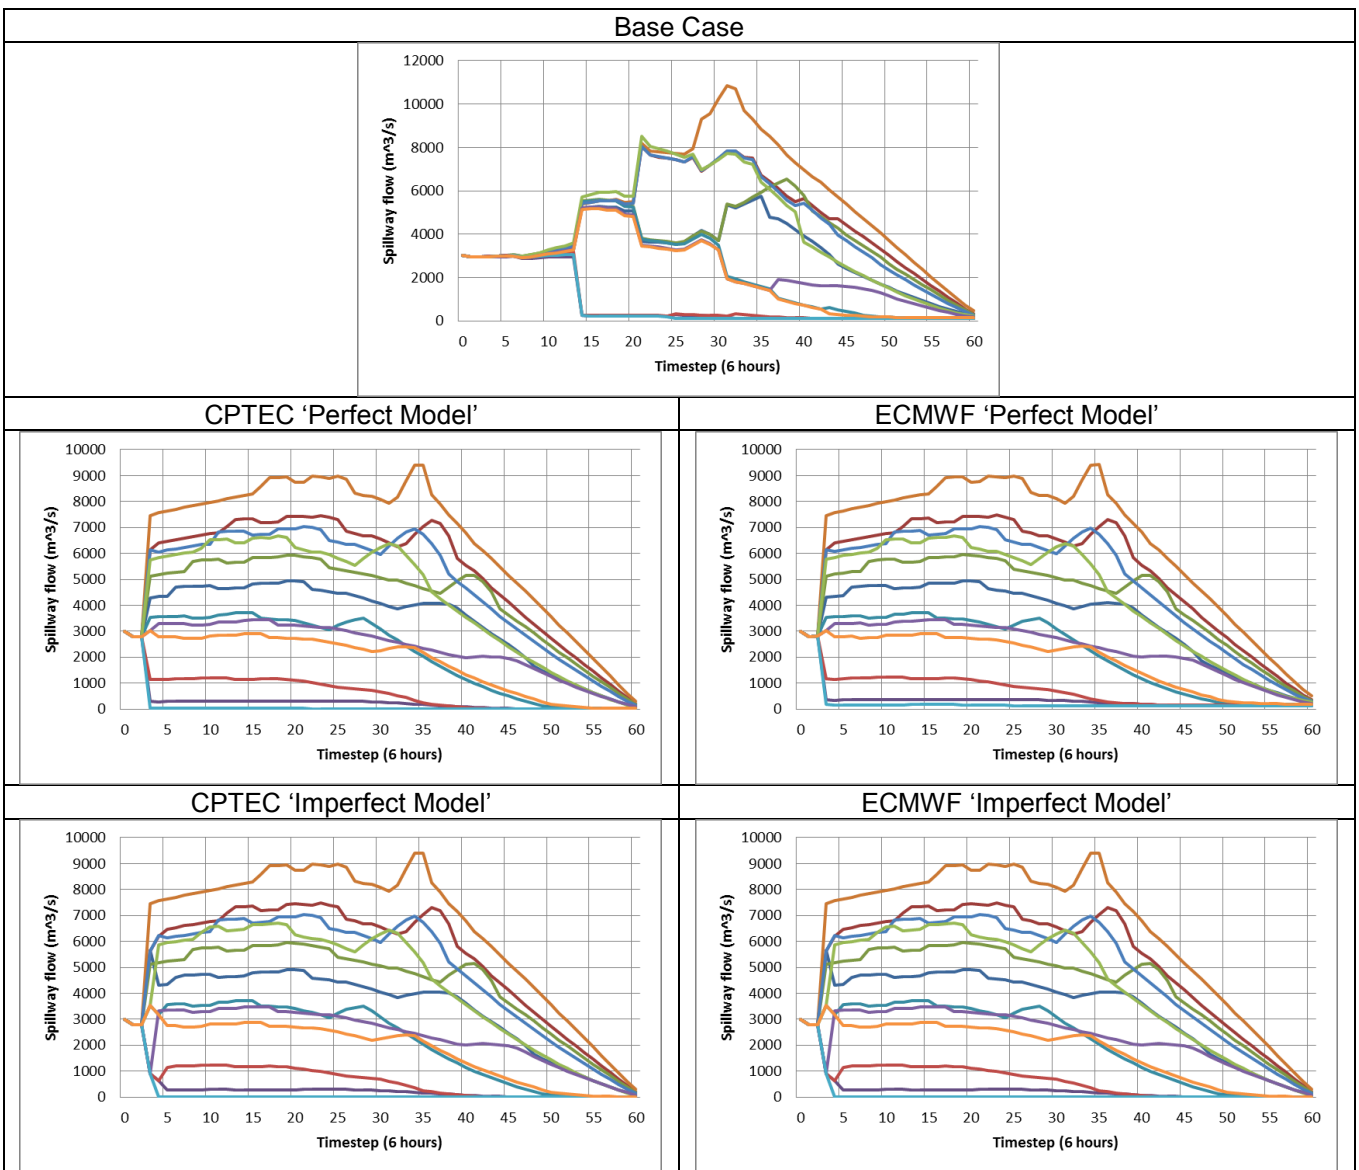 Base Case
12000
10000
8000
6000
4000
2000
0
Spillway flow (m^3/s)
0 5 10 15 20 25 30 35 40 45 50 55 60
Timestep (6 hours)
CPTEC ‘Perfect Model’
10000
9000
8000
7000
6000
5000
4000
3000
2000
1000
0
Spillway flow (m^3/s)
0 5 10 15 20 25 30 35 40 45 50 55 60
Timestep (6 hours)
ECMWF ‘Perfect Model’
10000
9000
8000
7000
6000
5000
4000
3000
2000
1000
0
Spillway flow (m^3/s)
0 5 10 15 20 25 30 35 40 45 50 55 60
Timestep (6 hours)
CPTEC ‘Imperfect Model’
10000
9000
8000
7000
6000
5000
4000
3000
2000
1000
0
Spillway flow (m^3/s)
0 5 10 15 20 25 30 35 40 45 50 55 60
Timestep (6 hours)
ECMWF ‘Imperfect Model’
10000
9000
8000
7000
6000
5000
4000
3000
2000
1000
0
Spillway flow (m^3/s)
0 5 10 15 20 25 30 35 40 45 50 55 60
Timestep (6 hours)